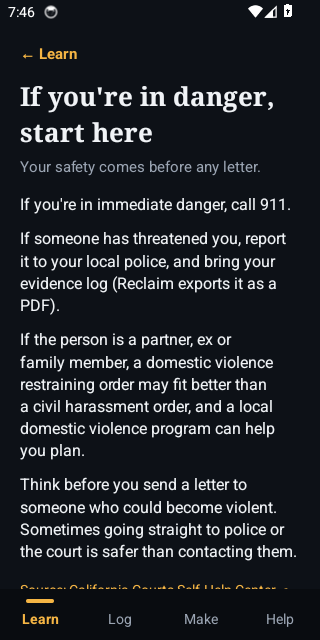 7:46
← Learn
If you're in danger,
start here
Your safety comes before any letter.
If you're in immediate danger, call 911.
If someone has threatened you, report
it to your local police, and bring your
evidence log (Reclaim exports it as a
PDF).
If the person is a partner, ex or
family member, a domestic violence
restraining order may fit better than
a civil harassment order, and a local
domestic violence program can help
you plan.
Think before you send a letter to
someone who could become violent.
Sometimes going straight to police or
the court is safer than contacting them.
Source: California Courts Self-Help Center
Learn Log Make Help